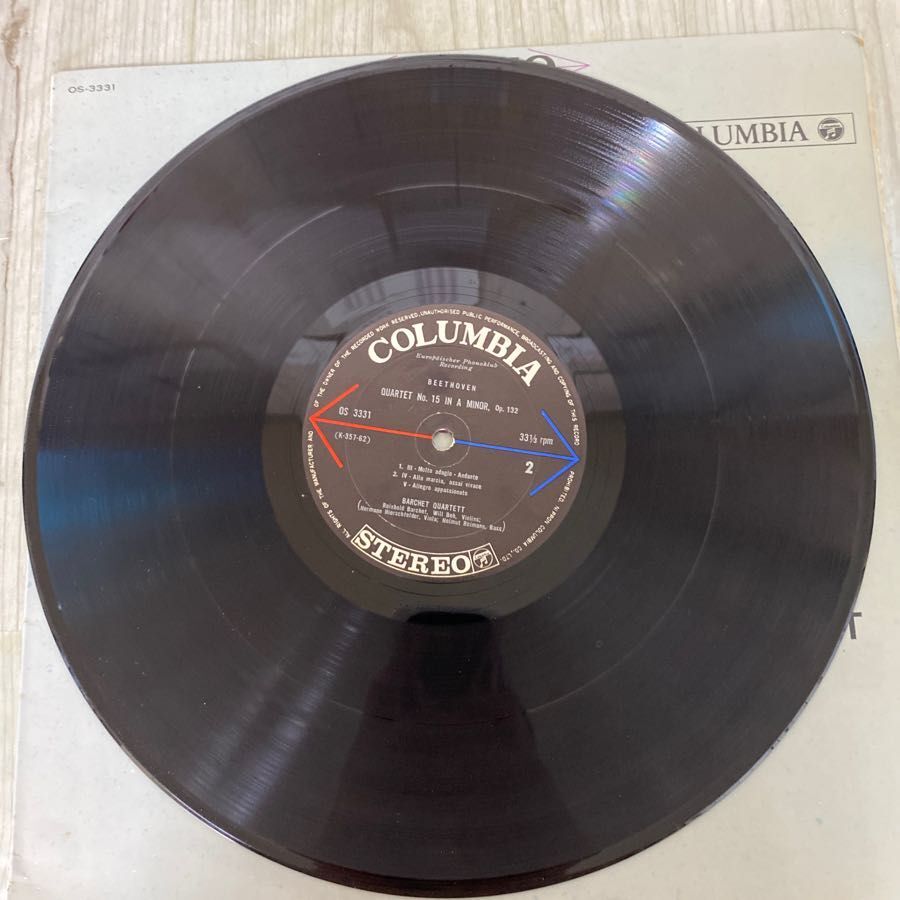 OS-3331
LUMBIA
ALL RIGHTS OF THE MANUFACTURER AND OF THE OWNER OF THE RECORDED WORK RESERVED. UNAUTHORISED PUBLIC PERFORMANCE, BROADCASTING AND COPYING OF THIS RECORD PROHIBITED. NIPPON COLUMBIA CO., LTD.
COLUMBIA
Europäischer Phonoklub
Recording
BEETHOVEN
QUARTET No. 15 IN A MINOR, Op. 132
OS 3331
33⅓ rpm
(K-357-62)
2
1. III - Molto adagio - Andante
2. IV - Alla marcia, assai vivace
V - Allegro appassionato
BARCHET QUARTETT
(Reinhold Barchet, Will Beh, Violins;
Hermann Hierschfelder, Viola; Helmut Reimann, Bass)
STEREO
T